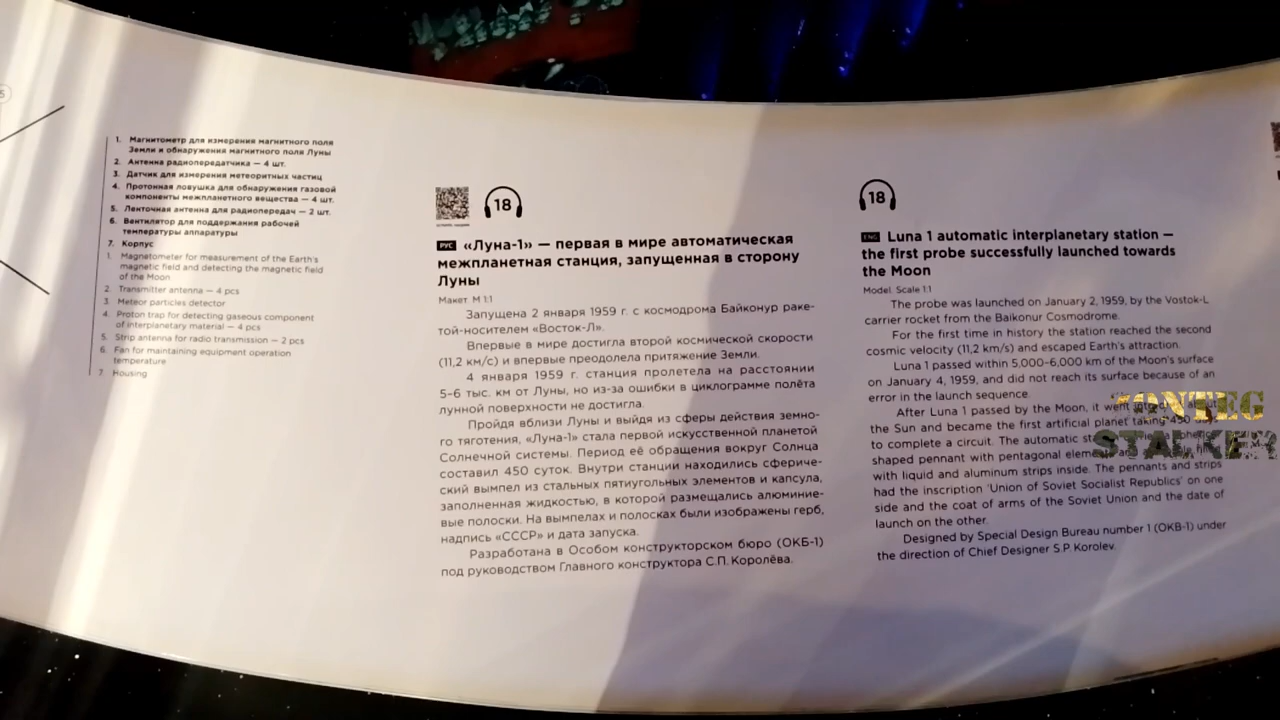 5
1. Магнитометр для измерения магнитного поля
Земли и обнаружения магнитного поля Луны
2. Антенна радиопередатчика — 4 шт.
3. Датчик для измерения метеоритных частиц
4. Протонная ловушка для обнаружения газовой
компоненты межпланетного вещества — 4 шт.
5. Ленточная антенна для радиопередач — 2 шт.
6. Вентилятор для поддержания рабочей
температуры аппаратуры
7. Корпус
1. Magnetometer for measurement of the Earth's
magnetic field and detecting the magnetic field
of the Moon
2. Transmitter antenna — 4 pcs
3. Meteor particles detector
4. Proton trap for detecting gaseous component
of interplanetary material — 4 pcs
5. Strip antenna for radio transmission — 2 pcs
6. Fan for maintaining equipment operation
temperature
7. Housing
18
РУС «Луна-1» — первая в мире автоматическая
межпланетная станция, запущенная в сторону
Луны
Макет. М 1:1
Запущена 2 января 1959 г. с космодрома Байконур раке-
той-носителем «Восток-Л».
Впервые в мире достигла второй космической скорости
(11,2 км/с) и впервые преодолела притяжение Земли.
4 января 1959 г. станция пролетела на расстоянии
5–6 тыс. км от Луны, но из-за ошибки в циклограмме полёта
лунной поверхности не достигла.
Пройдя вблизи Луны и выйдя из сферы действия земно-
го тяготения, «Луна-1» стала первой искусственной планетой
Солнечной системы. Период её обращения вокруг Солнца
составил 450 суток. Внутри станции находились сфериче-
ский вымпел из стальных пятиугольных элементов и капсула,
заполненная жидкостью, в которой размещались алюминие-
вые полоски. На вымпелах и полосках были изображены герб,
надпись «СССР» и дата запуска.
Разработана в Особом конструкторском бюро (ОКБ-1)
под руководством Главного конструктора С.П. Королёва.
18
ENG Luna 1 automatic interplanetary station —
the first probe successfully launched towards
the Moon
Model. Scale 1:1
The probe was launched on January 2, 1959, by the Vostok-L
carrier rocket from the Baikonur Cosmodrome.
For the first time in history the station reached the second
cosmic velocity (11,2 km/s) and escaped Earth's attraction.
Luna 1 passed within 5,000–6,000 km of the Moon's surface
on January 4, 1959, and did not reach its surface because of an
error in the launch sequence.
After Luna 1 passed by the Moon, it went
the Sun and became the first artificial planet taking 450
to complete a circuit. The automatic
shaped pennant with pentagonal
with liquid and aluminum strips inside. The pennants and strips
had the inscription 'Union of Soviet Socialist Republics' on one
side and the coat of arms of the Soviet Union and the date of
launch on the other.
Designed by Special Design Bureau number 1 (OKB-1) under
the direction of Chief Designer S.P. Korolev.
ZONTEG
STALKER